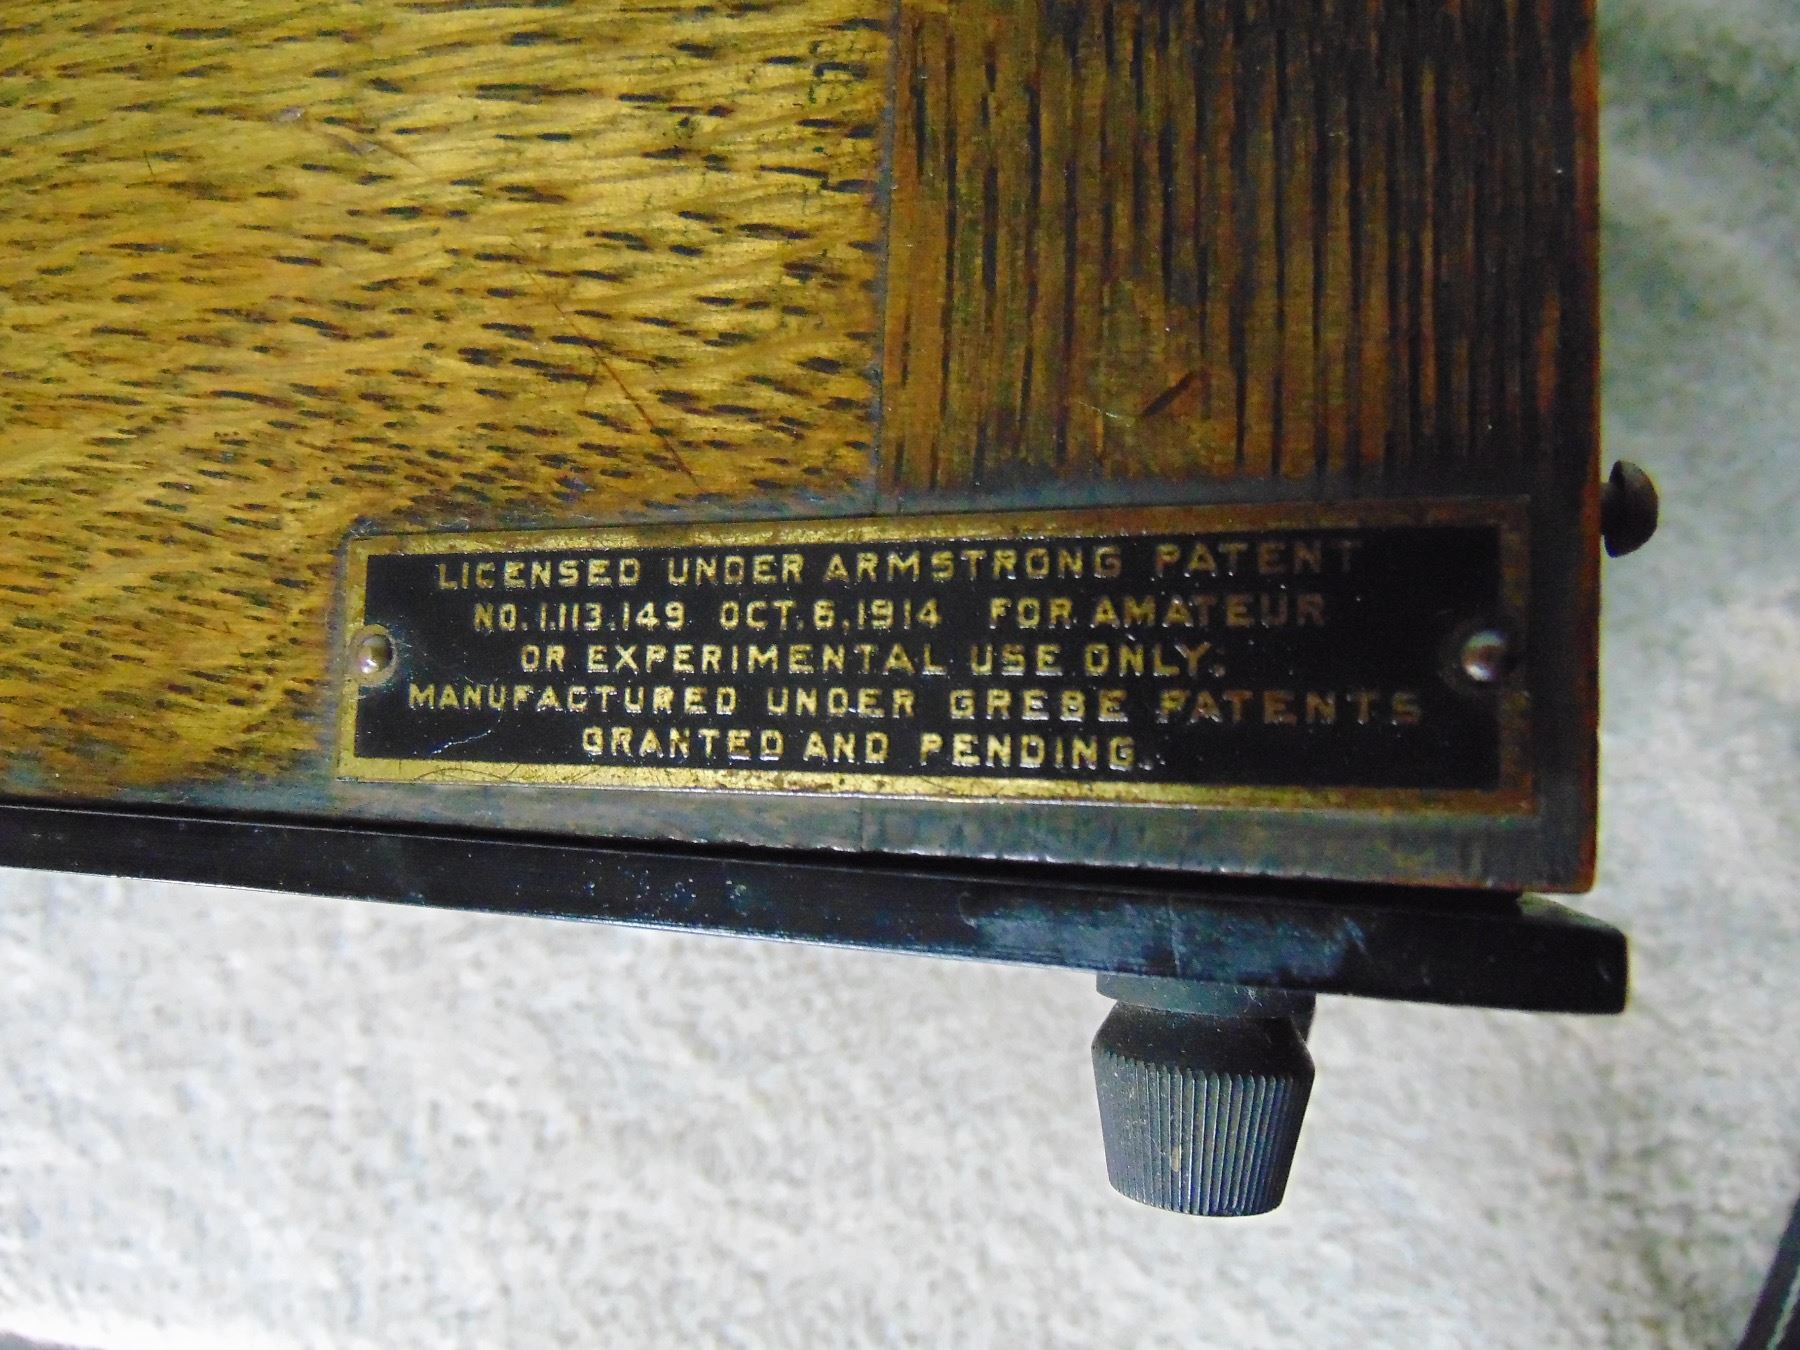 LICENSED UNDER ARMSTRONG PATENT
NO. 1.113.149 OCT. 6, 1914 FOR AMATEUR
OR EXPERIMENTAL USE ONLY;
MANUFACTURED UNDER GREBE PATENTS
GRANTED AND PENDING.